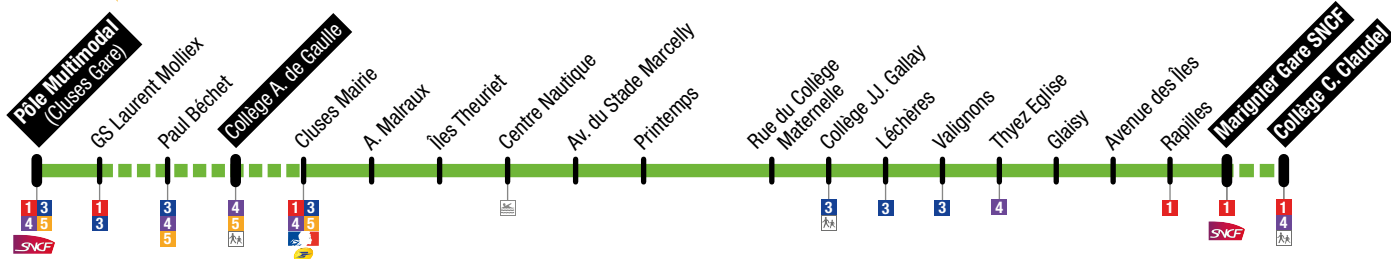 Pôle Multimodal
(Cluses Gare)
GS Laurent Molliex
Paul Béchet
Collège A. de Gaulle
Cluses Mairie
A. Malraux
Îles Theuriet
Centre Nautique
Av. du Stade Marcelly
Printemps
Rue du Collège
Maternelle
Collège JJ. Gallay
Léchères
Valignons
Thyez Eglise
Glaisy
Avenue des Îles
Rapilles
Marignier Gare SNCF
Collège C. Claudel
1 3
4 5
SNCF
1
3
3
4
5
4
5
1 3
4 5
3
3
3
4
1
1
SNCF
1
4